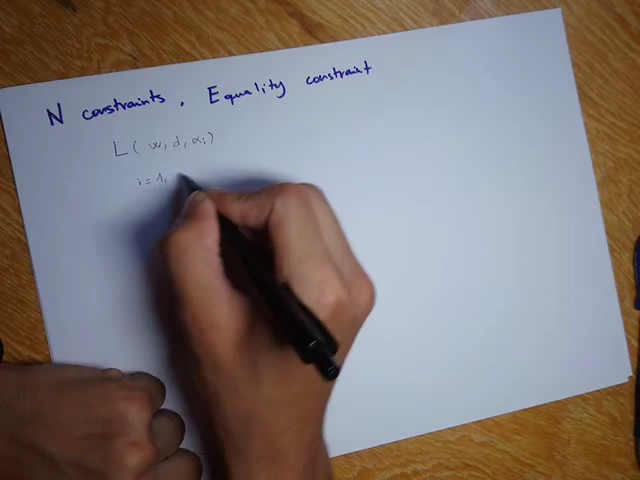 N constraints, Equality constraint
L( w, d, αi)
i = 1,